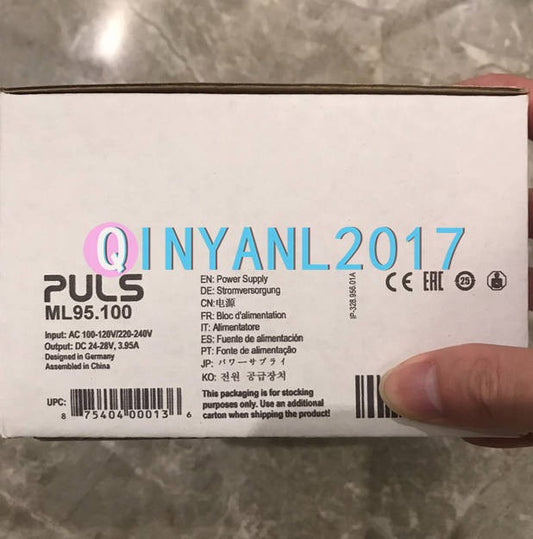 QINYANL2017
PULS
ML95.100
Input: AC 100-120V/220-240V
Output: DC 24-28V, 3.95A
Designed in Germany
Assembled in China
UPC:
8 75404 00013 6
EN: Power Supply
DE: Stromversorgung
CN:电源
FR: Bloc d'alimentation
IT: Alimentatore
ES: Fuente de alimentación
PT: Fonte de alimentação
JP: パワーサプライ
KO: 전원 공급장치
This packaging is for stocking
purposes only. Use an additional
carton when shipping the product!
IP-328.956.01A
CE EAC 25